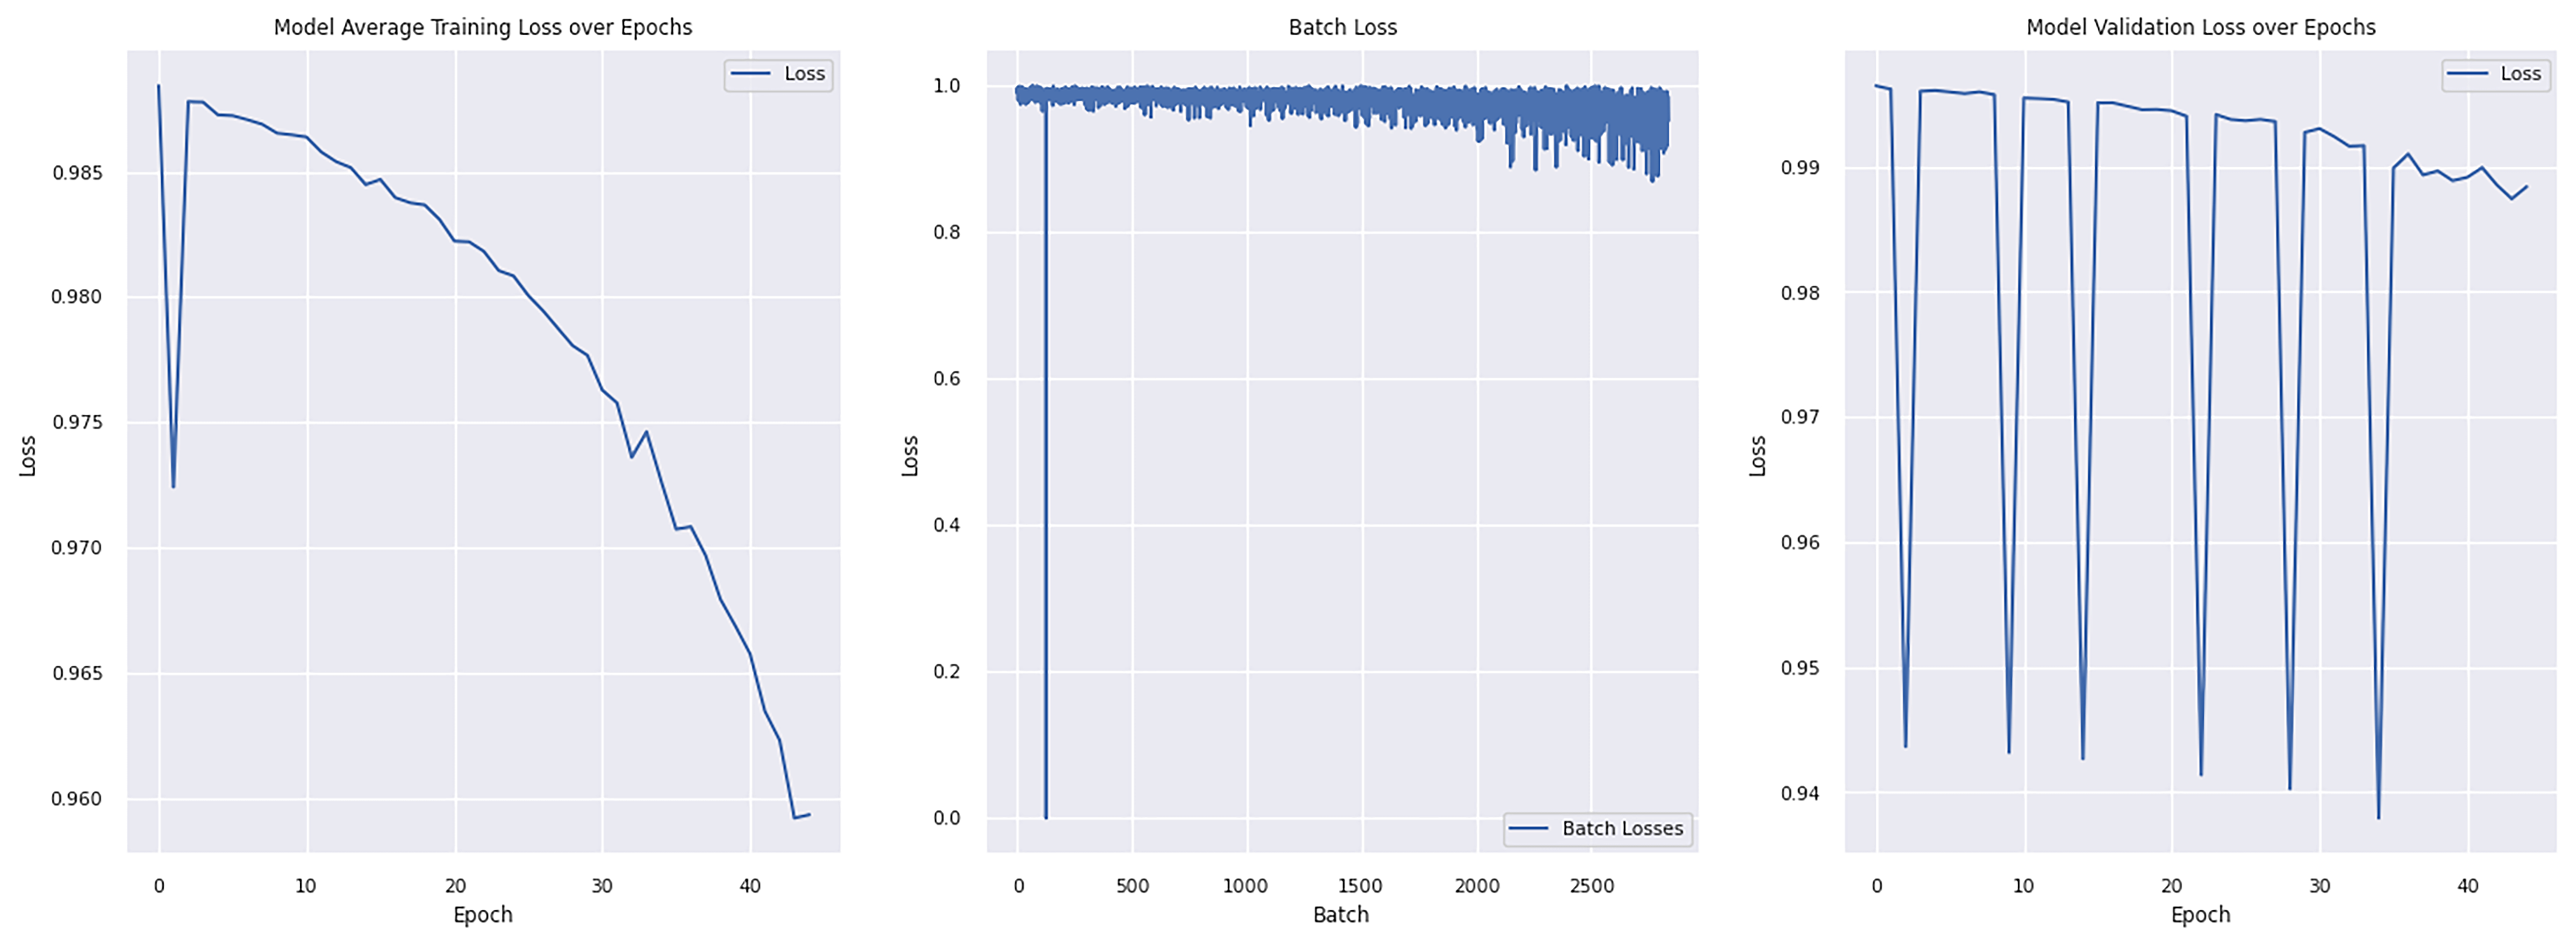 Model Average Training Loss over Epochs
Loss
0.985
0.980
0.975
0.970
0.965
0.960
Loss
0 10 20 30 40
Epoch
Batch Loss
1.0
0.8
0.6
0.4
0.2
0.0
Loss
Batch Losses
0 500 1000 1500 2000 2500
Batch
Model Validation Loss over Epochs
Loss
0.99
0.98
0.97
0.96
0.95
0.94
Loss
0 10 20 30 40
Epoch